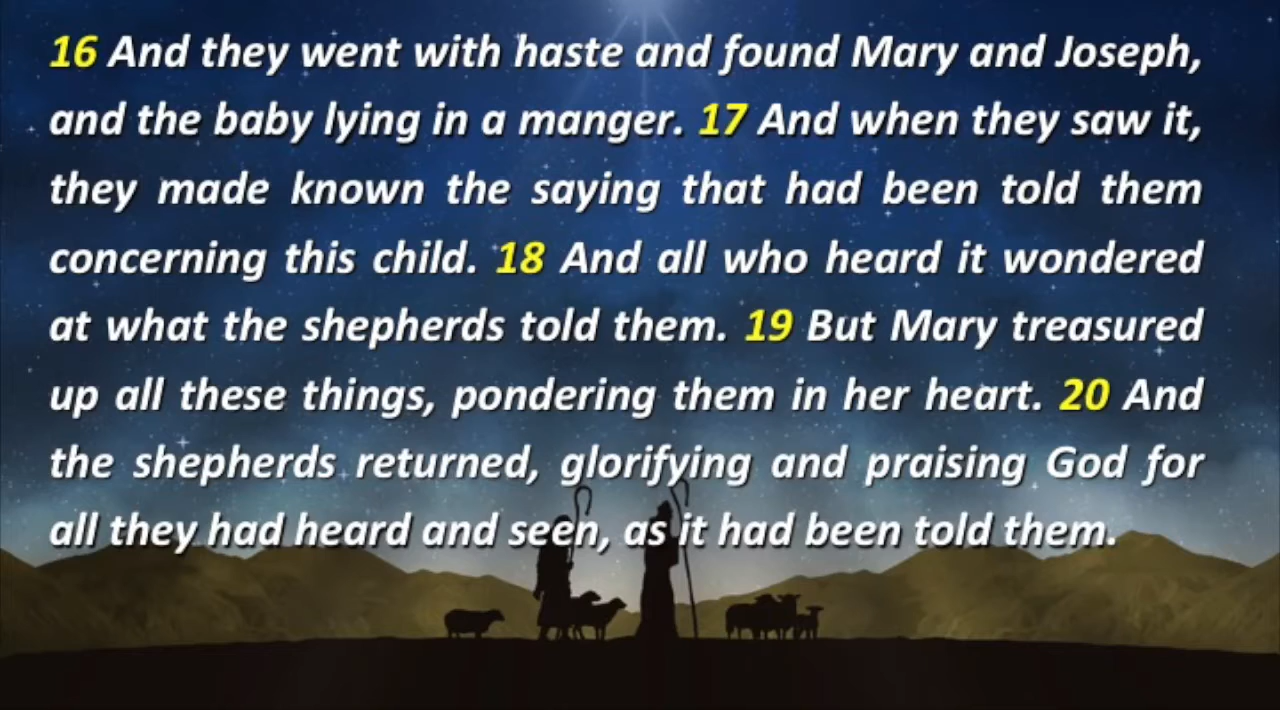 16 And they went with haste and found Mary and Joseph,
and the baby lying in a manger. 17 And when they saw it,
they made known the saying that had been told them
concerning this child. 18 And all who heard it wondered
at what the shepherds told them. 19 But Mary treasured
up all these things, pondering them in her heart. 20 And
the shepherds returned, glorifying and praising God for
all they had heard and seen, as it had been told them.